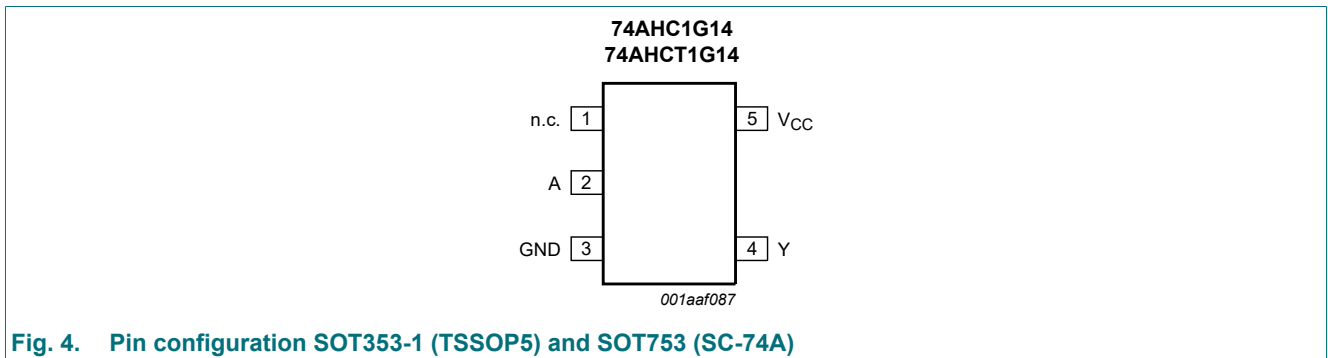 74AHC1G14
74AHCT1G14
n.c. 1
5 VCC
A 2
GND 3
4 Y
001aaf087
Fig. 4. Pin configuration SOT353-1 (TSSOP5) and SOT753 (SC-74A)